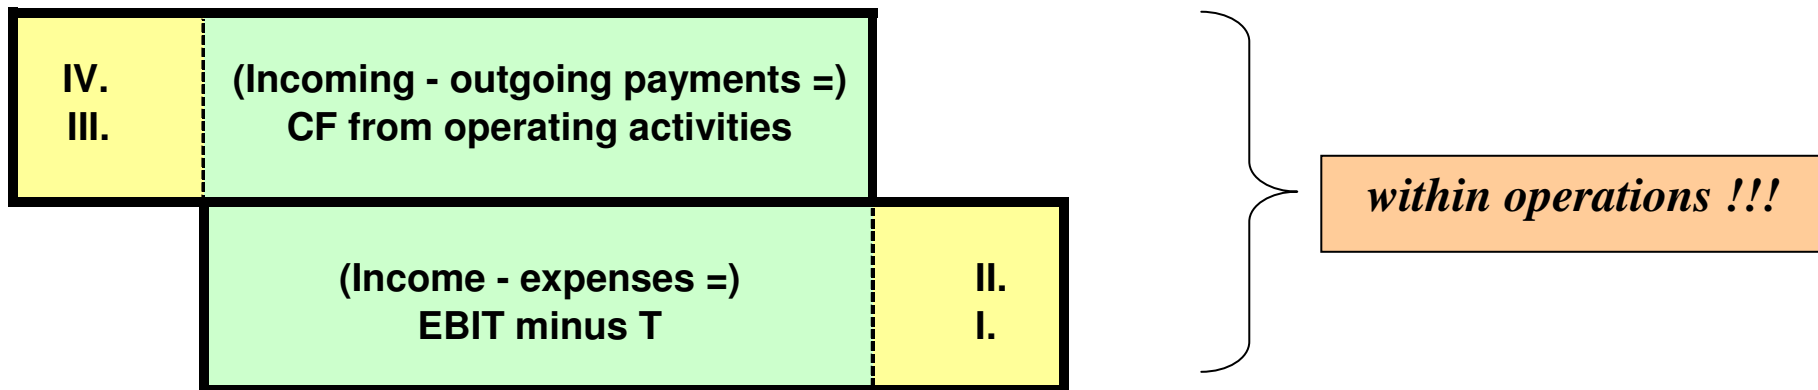 IV.
(Incoming - outgoing payments =)
III.
CF from operating activities
within operations !!!
(Income - expenses =)
II.
EBIT minus T
I.